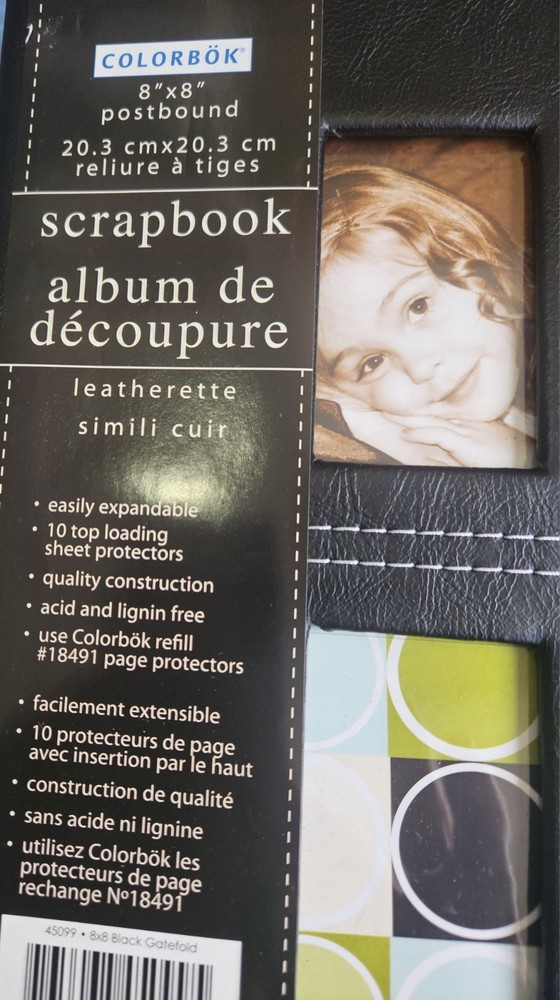 COLORBÖK®
8"x8"
postbound
20.3 cmx20.3 cm
reliure à tiges
scrapbook
album de
découpure
leatherette
simili cuir
• easily expandable
• 10 top loading
sheet protectors
• quality construction
• acid and lignin free
• use Colorbök refill
#18491 page protectors
• facilement extensible
• 10 protecteurs de page
avec insertion par le haut
• construction de qualité
• sans acide ni lignine
• utilisez Colorbök les
protecteurs de page
rechange Nº18491
45099 • 8x8 Black Gatefold